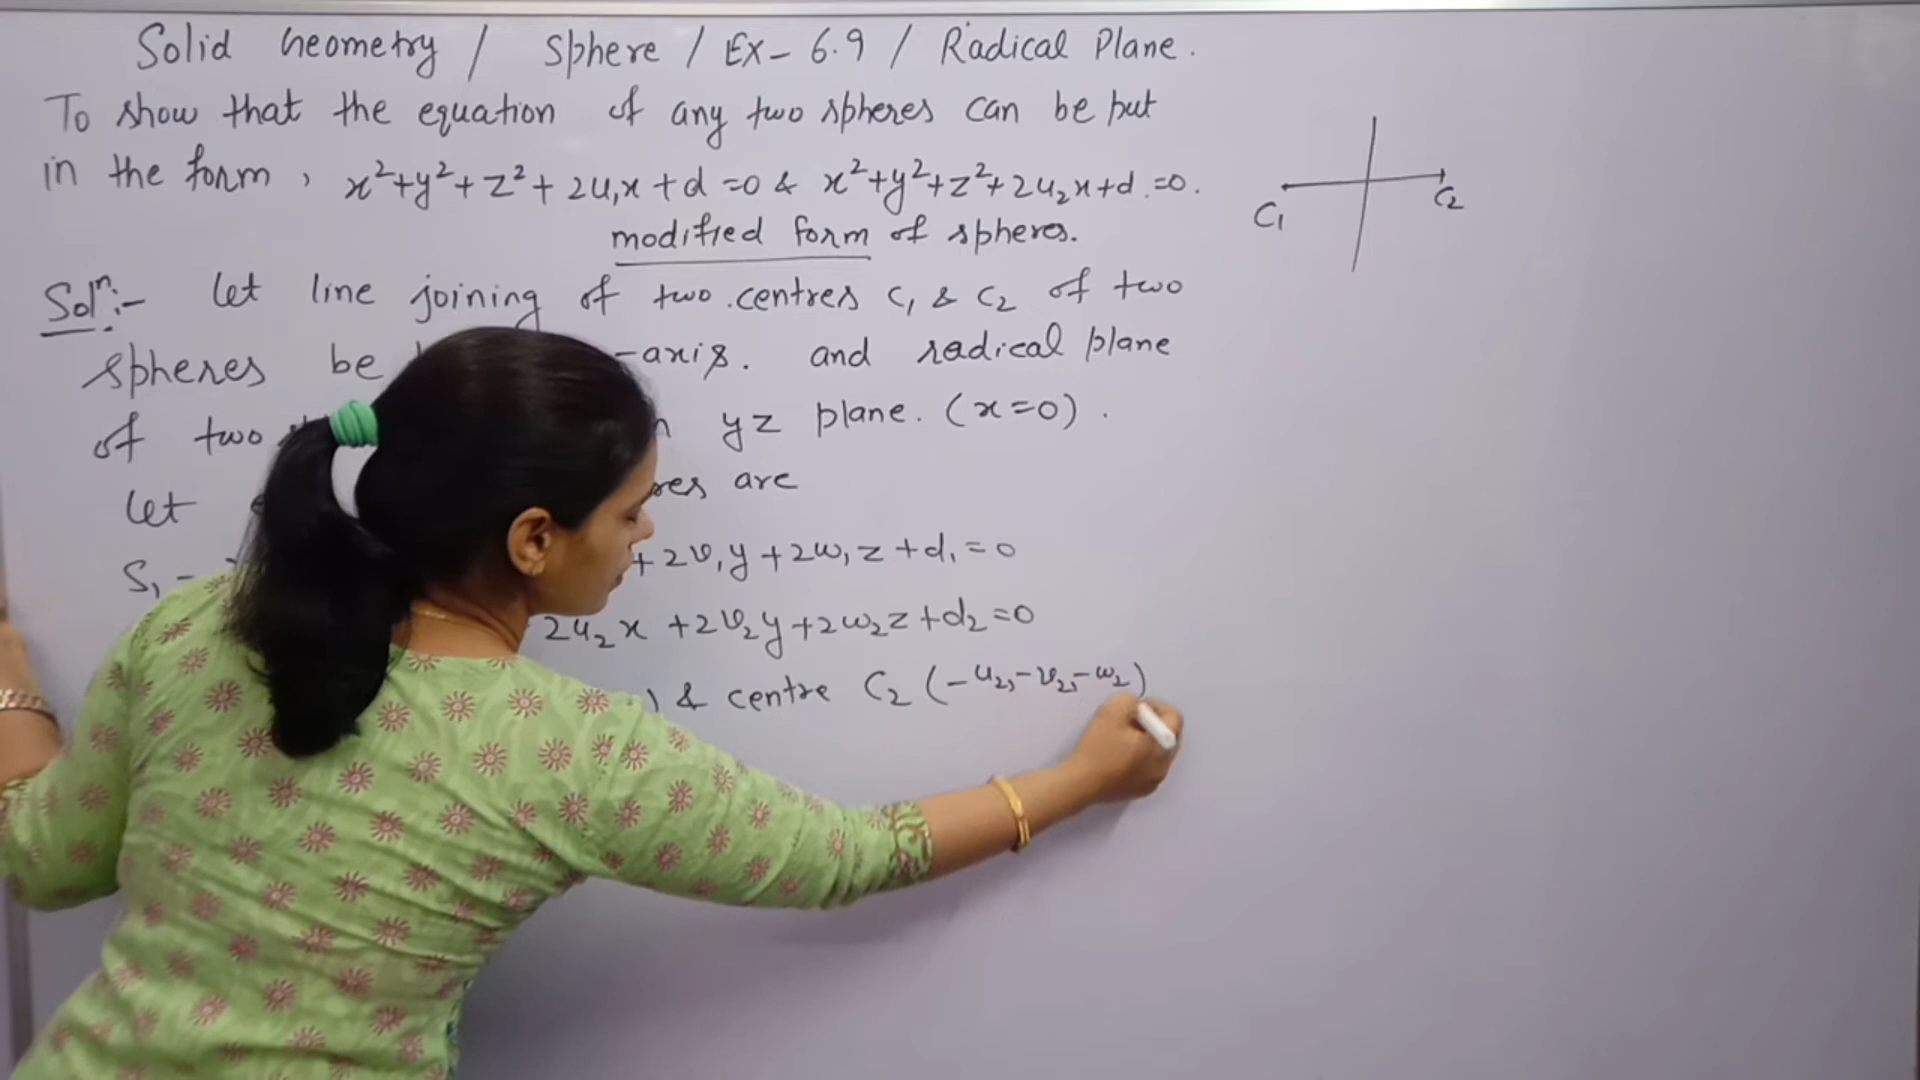 Solid Geometry / Sphere / Ex- 6.9 / Radical Plane.
To show that the equation of any two spheres can be put
in the form, x²+y²+z²+2u₁x+d=0 & x²+y²+z²+2u₂x+d=0.
modified form of spheres.
C₁ C₂
Solⁿ:- Let line joining of two centres C₁ & C₂ of two
spheres be -axis. and radical plane
of two yz plane. (x=0).
Let are
S₁ +2v₁y+2w₁z+d₁=0
2u₂x+2v₂y+2w₂z+d₂=0
) & centre C₂ (-u₂,-v₂,-w₂)